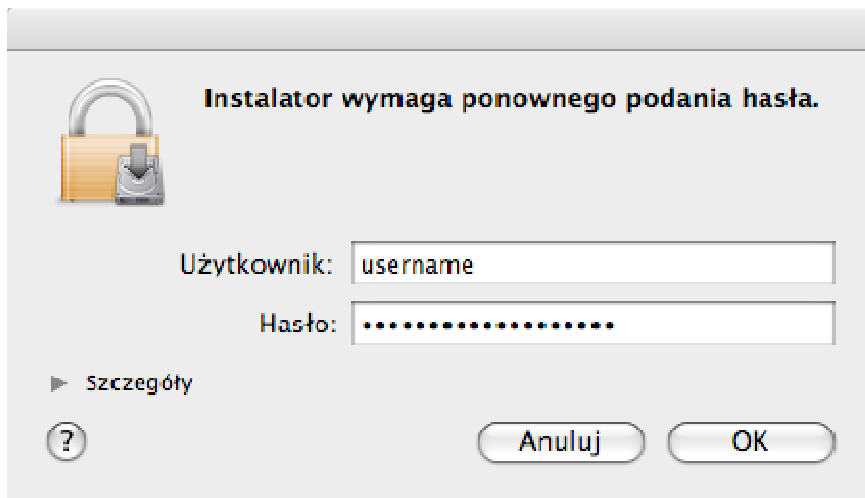 Instalator wymaga ponownego podania hasła.
Użytkownik: username
Hasło: •••••••••••••••••••
Szczegóły
? Anuluj OK